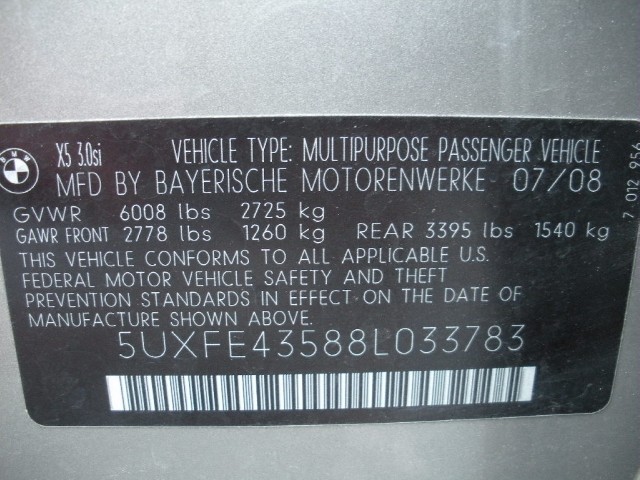 BMW
X5 3.0si VEHICLE TYPE: MULTIPURPOSE PASSENGER VEHICLE
MFD BY BAYERISCHE MOTORENWERKE 07/08
GVWR 6008 lbs 2725 kg
GAWR FRONT 2778 lbs 1260 kg REAR 3395 lbs 1540 kg
THIS VEHICLE CONFORMS TO ALL APPLICABLE U.S.
FEDERAL MOTOR VEHICLE SAFETY AND THEFT
PREVENTION STANDARDS IN EFFECT ON THE DATE OF
MANUFACTURE SHOWN ABOVE.
5UXFE43588L033783
7 012 956